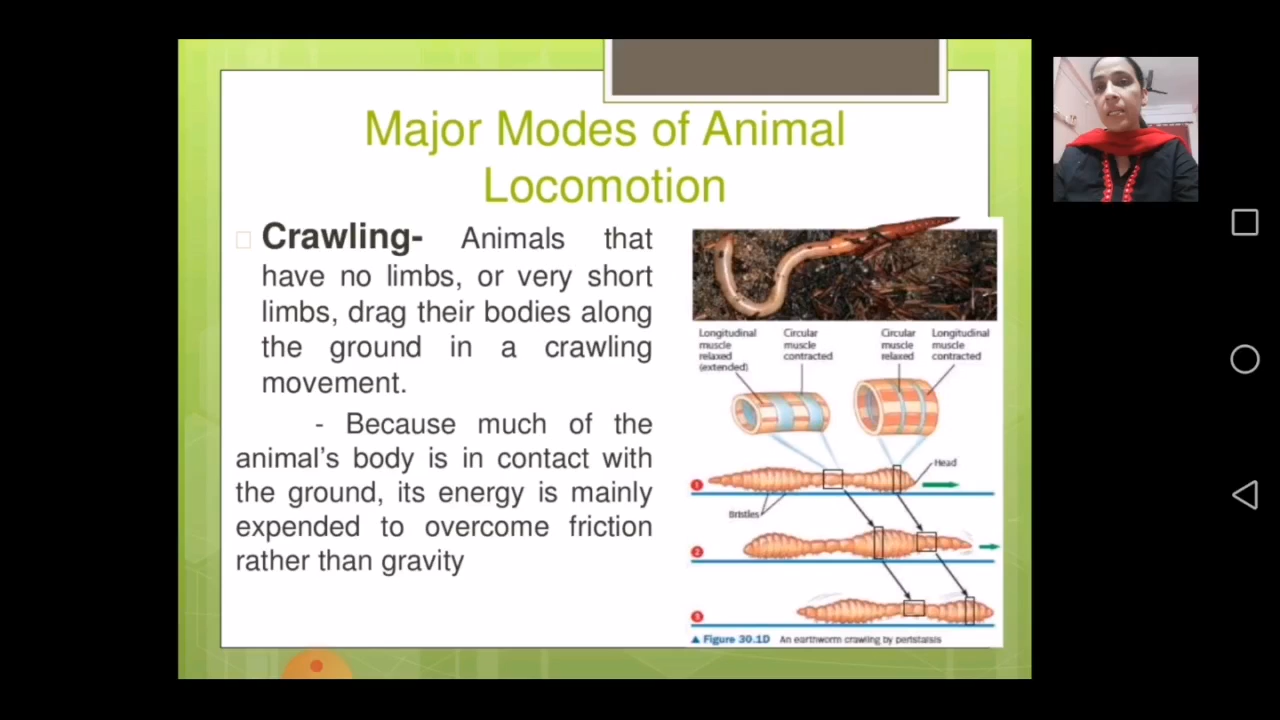 Major Modes of Animal
Locomotion
Crawling- Animals that
have no limbs, or very short
limbs, drag their bodies along
the ground in a crawling
movement.
- Because much of the
animal's body is in contact with
the ground, its energy is mainly
expended to overcome friction
rather than gravity
Longitudinal
muscle
relaxed
(extended)
Circular
muscle
contracted
Circular
muscle
relaxed
Longitudinal
muscle
contracted
Head
1
Bristles
2
3
▲ Figure 30.1D An earthworm crawling by peristalsis